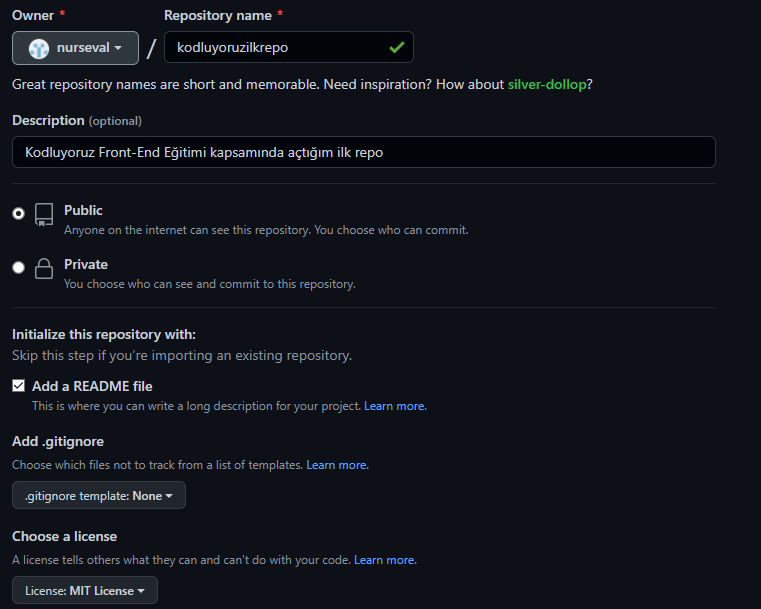 Owner * Repository name *
nurseval / kodluyoruzilkrepo
Great repository names are short and memorable. Need inspiration? How about silver-dollop?
Description (optional)
Kodluyoruz Front-End Eğitimi kapsamında açtığım ilk repo
Public
Anyone on the internet can see this repository. You choose who can commit.
Private
You choose who can see and commit to this repository.
Initialize this repository with:
Skip this step if you're importing an existing repository.
Add a README file
This is where you can write a long description for your project. Learn more.
Add .gitignore
Choose which files not to track from a list of templates. Learn more.
.gitignore template: None
Choose a license
A license tells others what they can and can't do with your code. Learn more.
License: MIT License